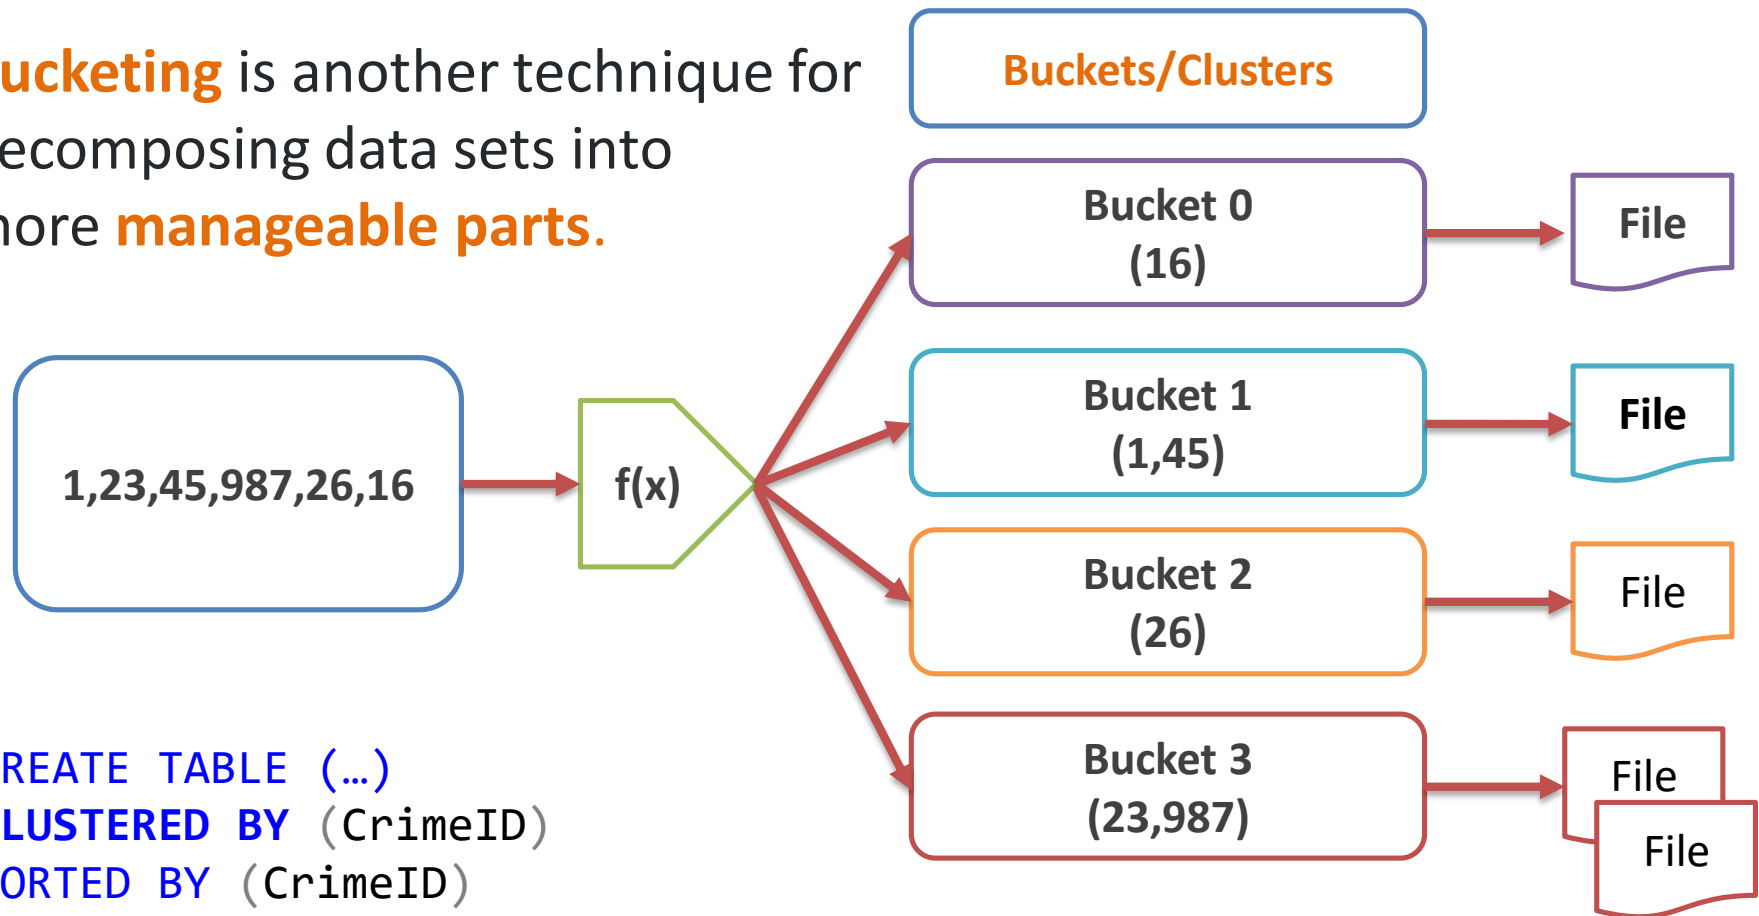 ucketing is another technique for
ecomposing data sets into
more manageable parts.
Buckets/Clusters
Bucket 0
(16)
File
Bucket 1
(1,45)
File
1,23,45,987,26,16
f(x)
Bucket 2
(26)
File
Bucket 3
(23,987)
File
File
REATE TABLE (…)
LUSTERED BY (CrimeID)
ORTED BY (CrimeID)